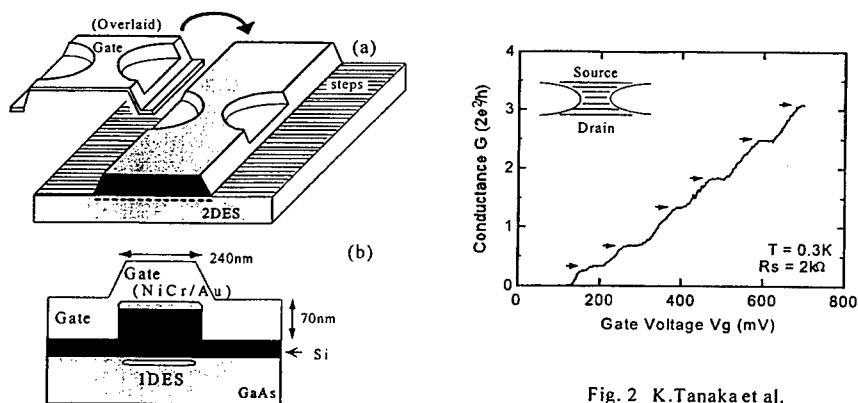 (Overlaid)
Gate
(a)
steps
2DES
(b)
240nm
Gate
(NiCr/Au)
Gate
70nm
Si
1DES
GaAs
4
3
2
1
0
Conductance G (2e²/h)
Source
Drain
T = 0.3K
Rs = 2kΩ
0 200 400 600 800
Gate Voltage Vg (mV)
Fig. 2 K.Tanaka et al.